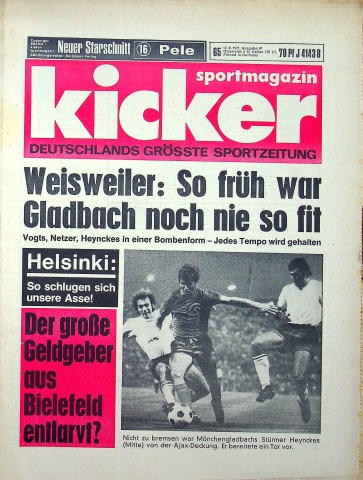 Neuer Starschnitt 16 Pele
65
70 Pf J 4143 B
sportmagazin
kicker
DEUTSCHLANDS GRÖSSTE SPORTZEITUNG
Weisweiler: So früh war
Gladbach noch nie so fit
Vogts, Netzer, Heynckes in einer Bombenform – Jedes Tempo wird gehalten
Helsinki:
So schlugen sich
unsere Asse!
Der große
Geldgeber
aus
Bielefeld
entlarvt?
Nicht zu bremsen war Mönchengladbachs Stürmer Heynckes
(Mitte) von der Ajax-Deckung. Er bereitete ein Tor vor.